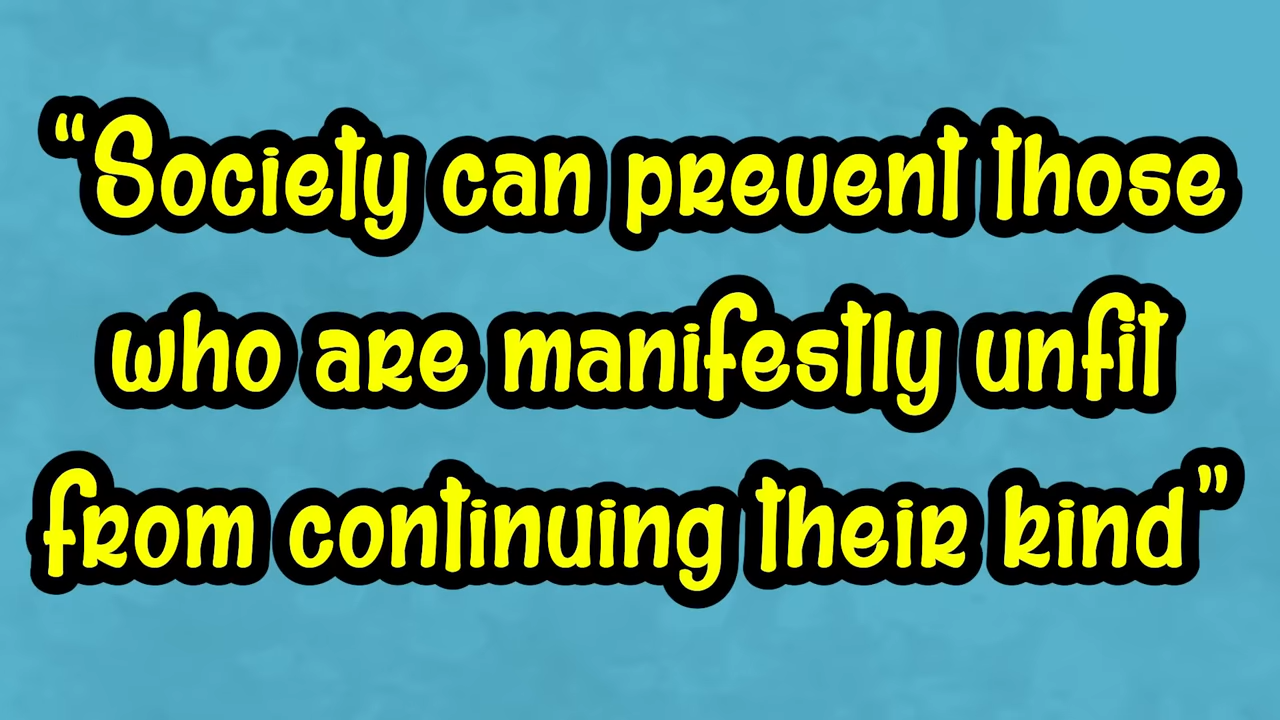 “Society can prevent those
who are manifestly unfit
from continuing their kind”